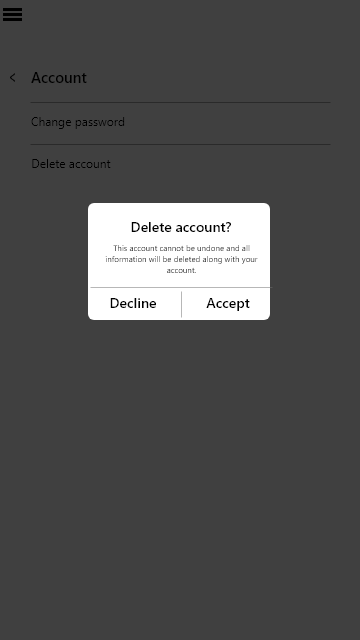 Account
Change password
Delete account
Delete account?
This account cannot be undone and all
information will be deleted along with your
account.
Decline
Accept